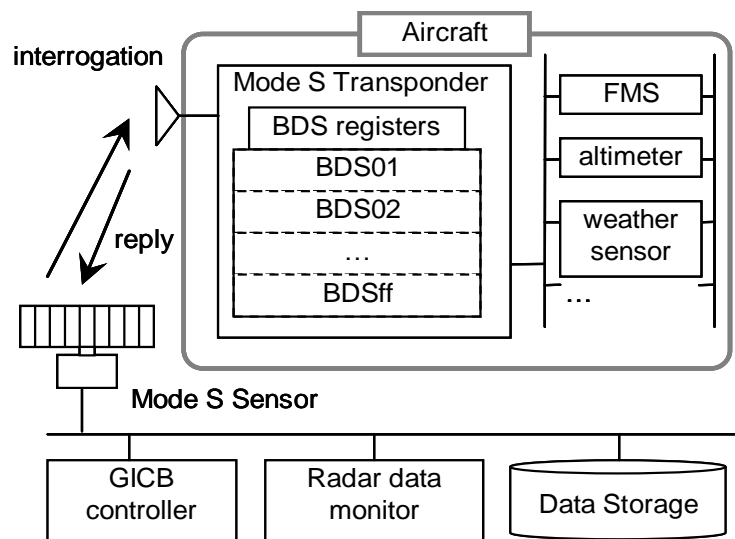 Aircraft
interrogation
Mode S Transponder
BDS registers
BDS01
BDS02
...
BDSff
FMS
altimeter
weather
sensor
...
reply
Mode S Sensor
GICB
controller
Radar data
monitor
Data Storage